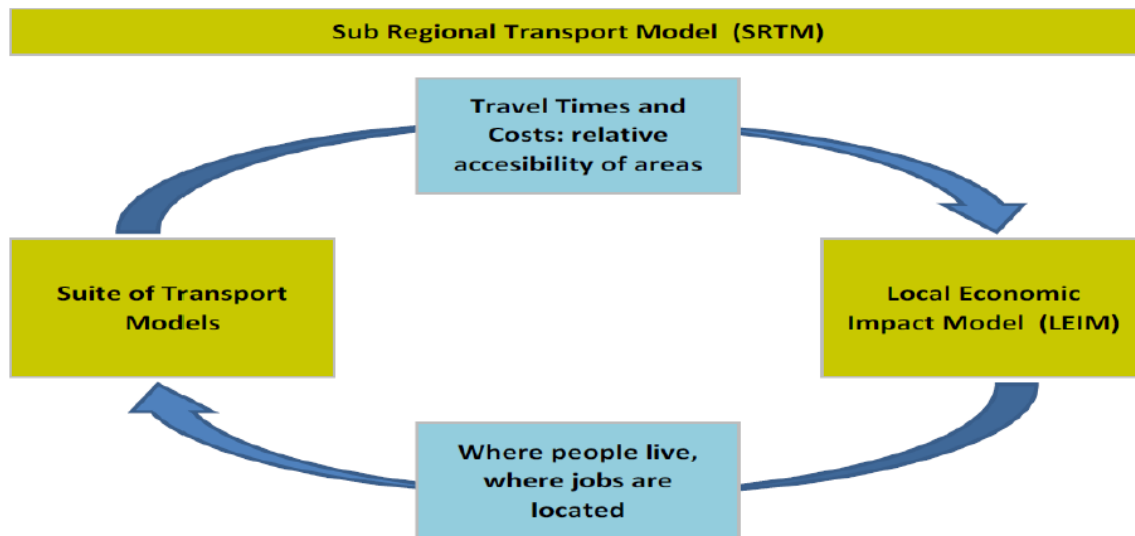 Sub Regional Transport Model (SRTM)
Travel Times and
Costs: relative
accesibility of areas
Suite of Transport
Models
Local Economic
Impact Model (LEIM)
Where people live,
where jobs are
located